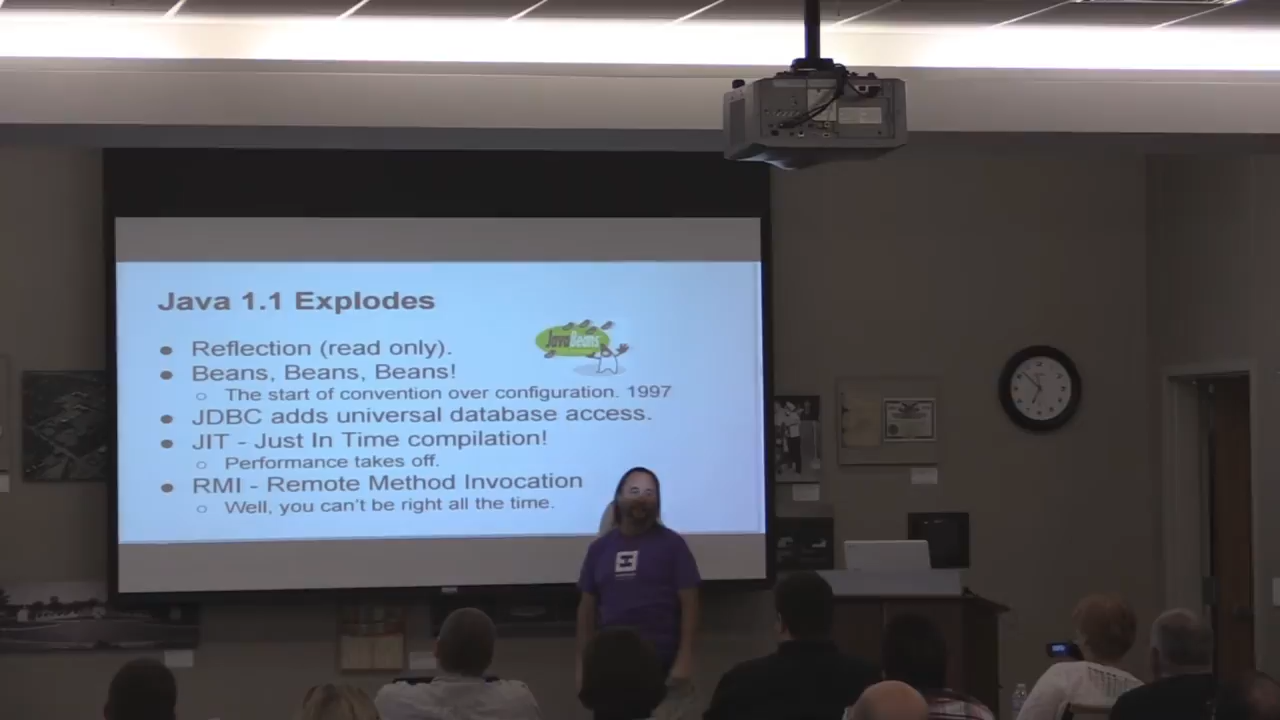 Java 1.1 Explodes
JavaBeans
● Reflection (read only).
● Beans, Beans, Beans!
○ The start of convention over configuration. 1997
● JDBC adds universal database access.
● JIT - Just In Time compilation!
○ Performance takes off.
● RMI - Remote Method Invocation
○ Well, you can't be right all the time.